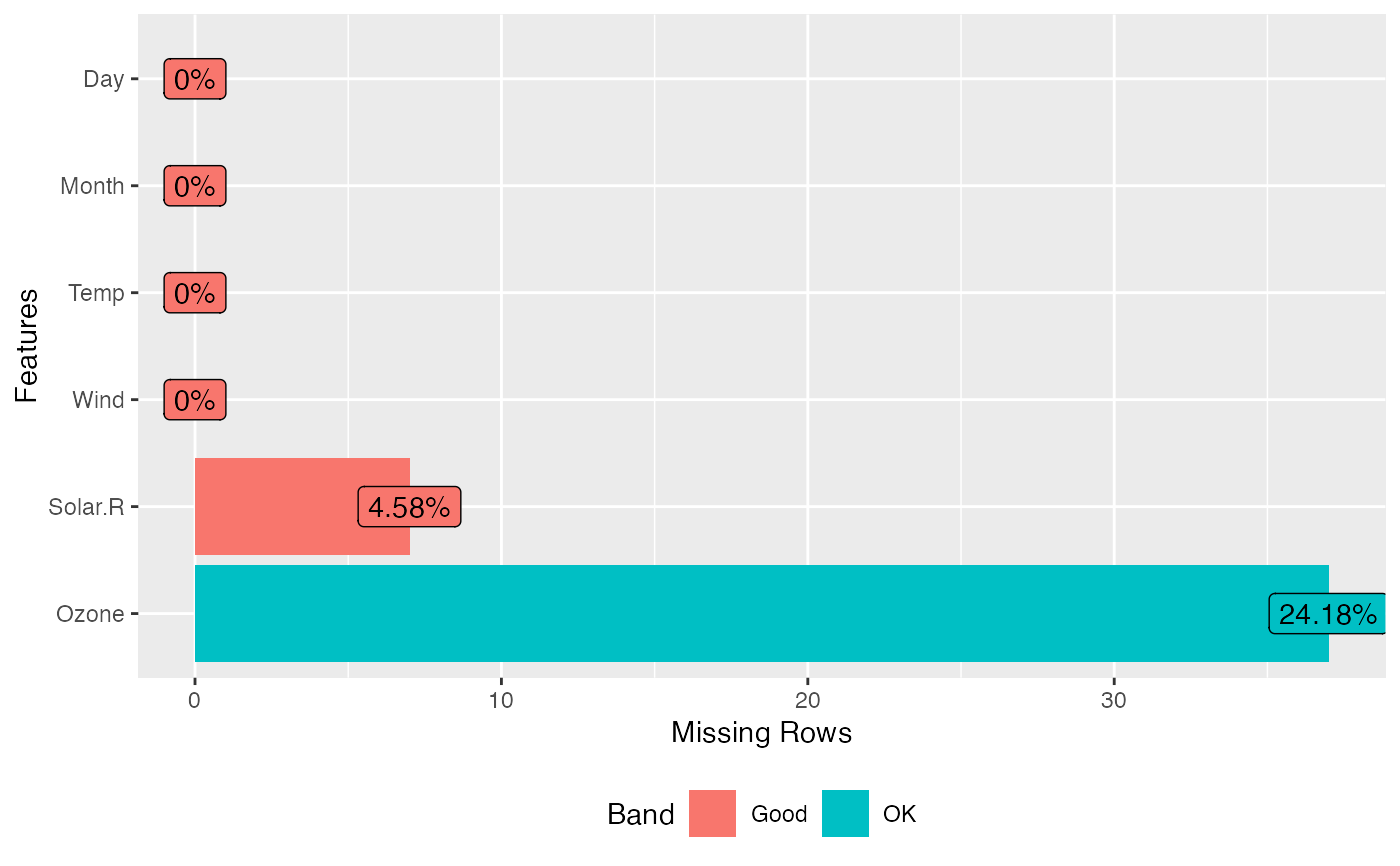 Features
Day 0%
Month 0%
Temp 0%
Wind 0%
Solar.R 4.58%
Ozone 24.18%
0 10 20 30
Missing Rows
Band Good OK